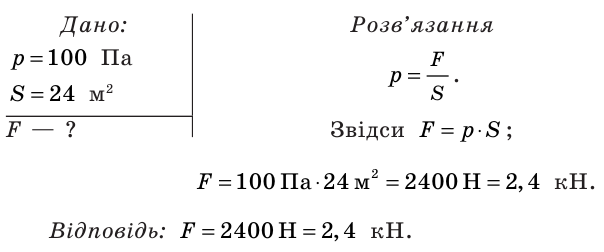 Дано:
p = 100 Па
S = 24 м²
F — ?
Розв’язання
p = F/S.
Звідси F = p·S;
F = 100 Па·24 м² = 2400 Н = 2,4 кН.
Відповідь: F = 2400 Н = 2,4 кН.